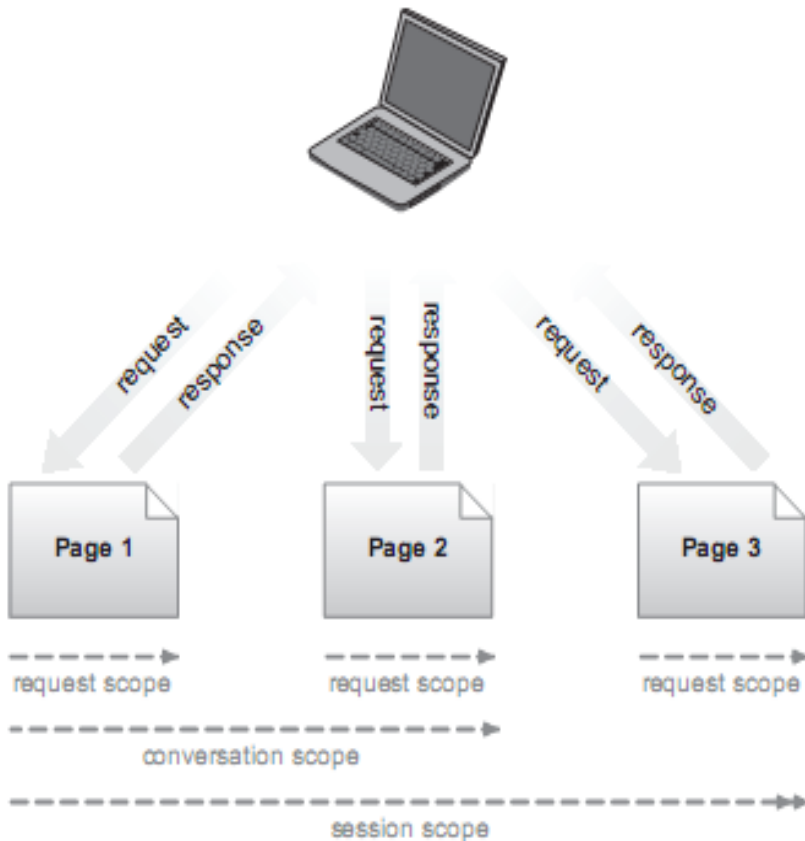 request
response
request
response
request
response
Page 1
Page 2
Page 3
request scope
request scope
request scope
conversation scope
session scope